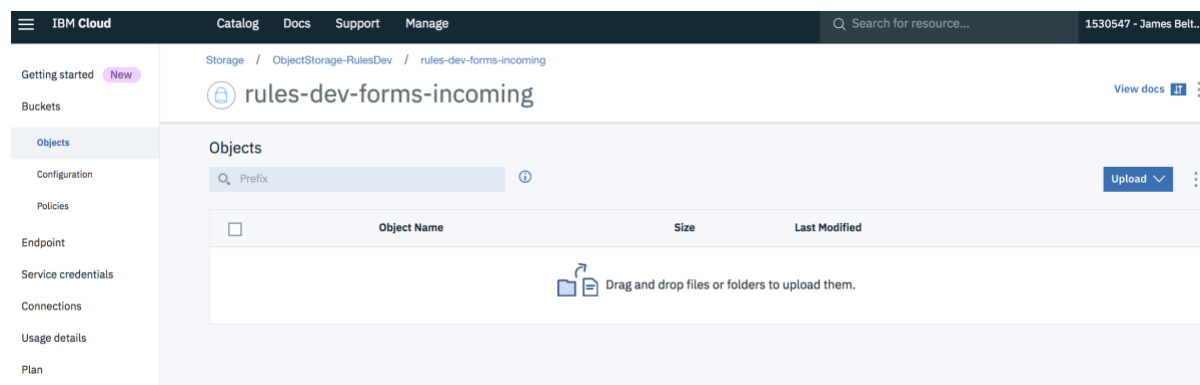 IBM Cloud Catalog Docs Support Manage Search for resource... 1530547 - James Belt...
Getting started New
Buckets
Objects
Configuration
Policies
Endpoint
Service credentials
Connections
Usage details
Plan
Storage / ObjectStorage-RulesDev / rules-dev-forms-incoming
rules-dev-forms-incoming
View docs
Objects
Prefix
Upload
Object Name Size Last Modified
Drag and drop files or folders to upload them.